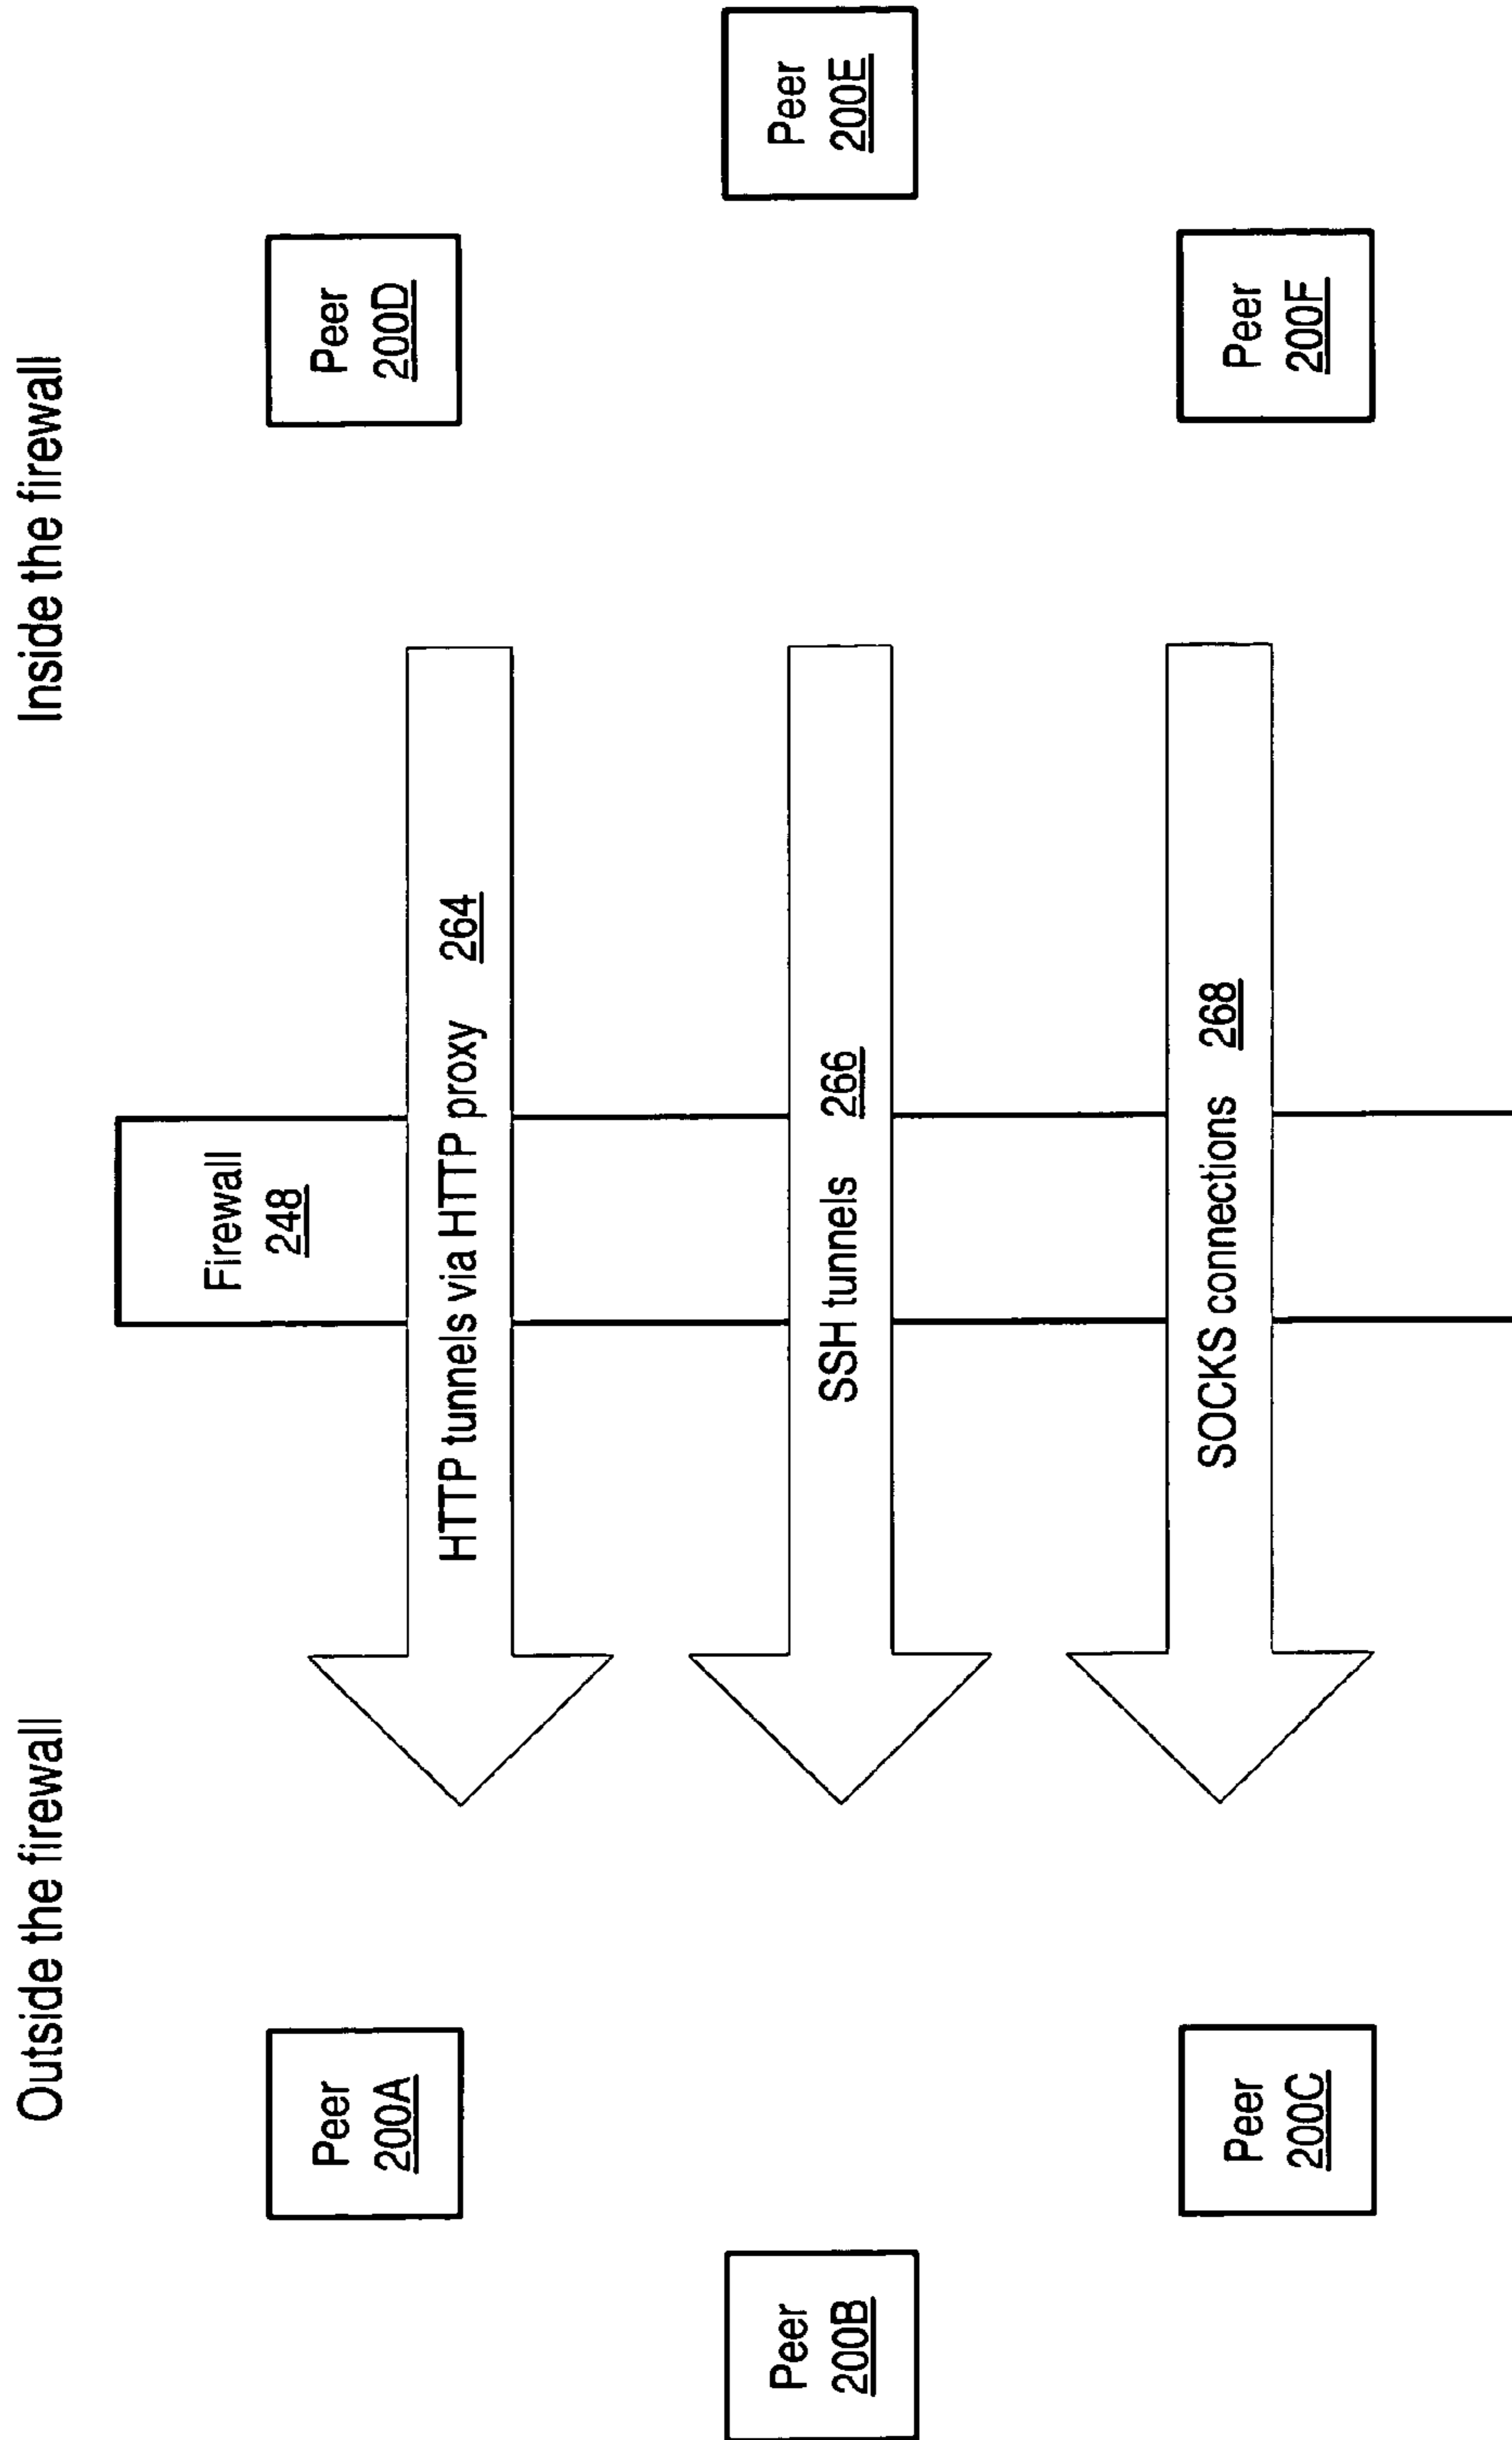 Outside the firewall
Inside the firewall
Firewall
248
Peer
200A
Peer
200D
HTTP tunnels via HTTP proxy 264
Peer
200B
SSH tunnels 266
Peer
200E
Peer
200C
SOCKS connections 268
Peer
200F